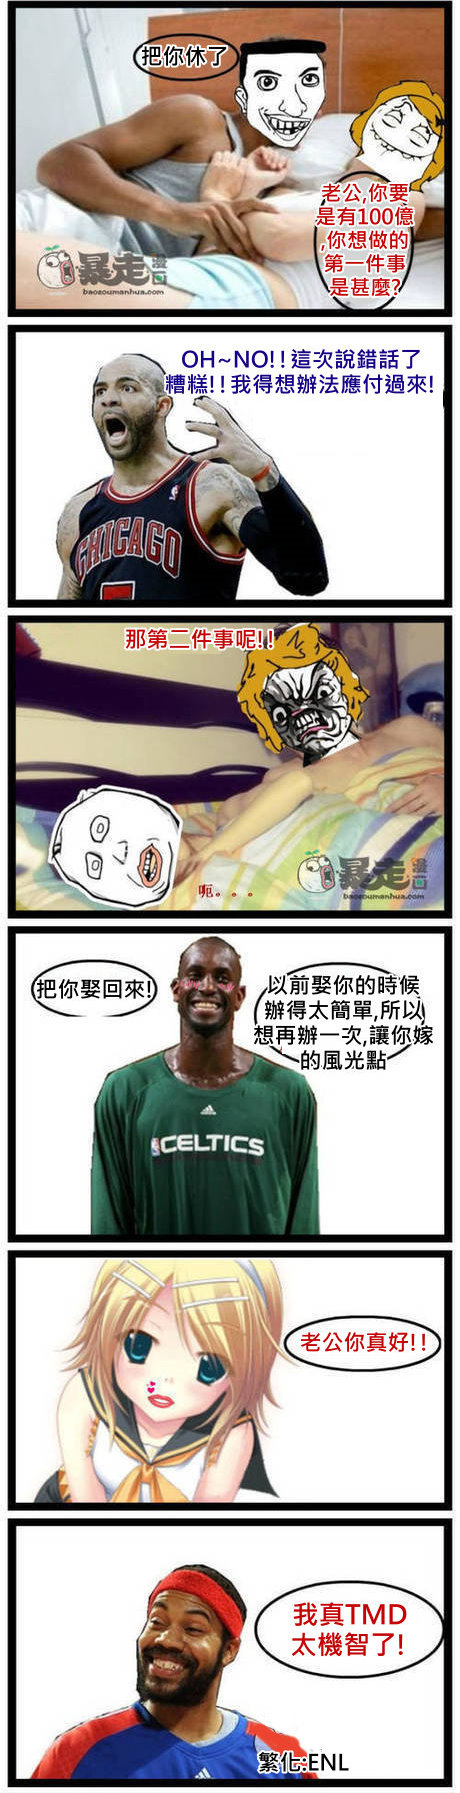 把你休了
老公,你要
是有100億
,你想做的
第一件事
是甚麼?
暴走漫画
baozoumanhua.com
OH~NO!!這次說錯話了
糟糕!!我得想辦法應付過來!
CHICAGO
那第二件事呢!!
呃。。。
暴走漫画
baozoumanhua.com
把你娶回來!
以前娶你的時候
辦得太簡單,所以
想再辦一次,讓你嫁
的風光點
CELTICS
老公你真好!!
我真TMD
太機智了!
繁化:ENL